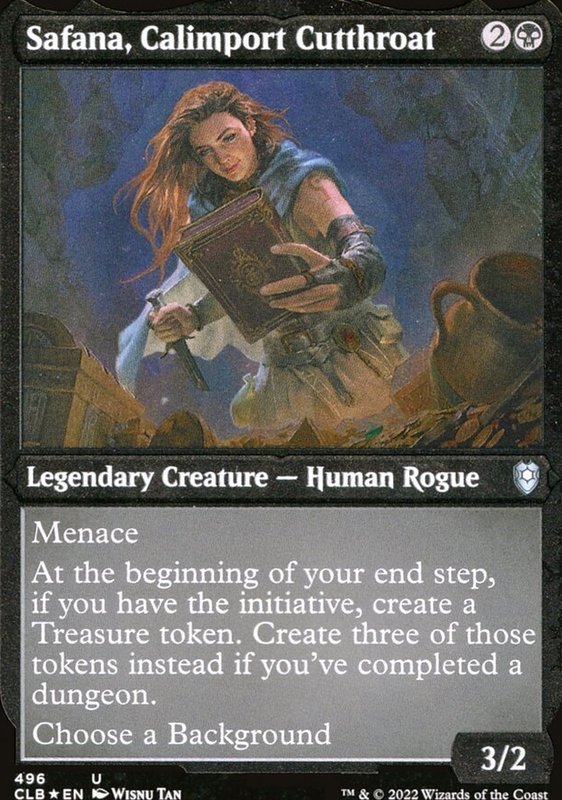 Safana, Calimport Cutthroat 2
Legendary Creature — Human Rogue
Menace
At the beginning of your end step,
if you have the initiative, create a
Treasure token. Create three of those
tokens instead if you've completed a
dungeon.
Choose a Background
3/2
496 U
CLB★EN Wisnu Tan ™ & © 2022 Wizards of the Coast